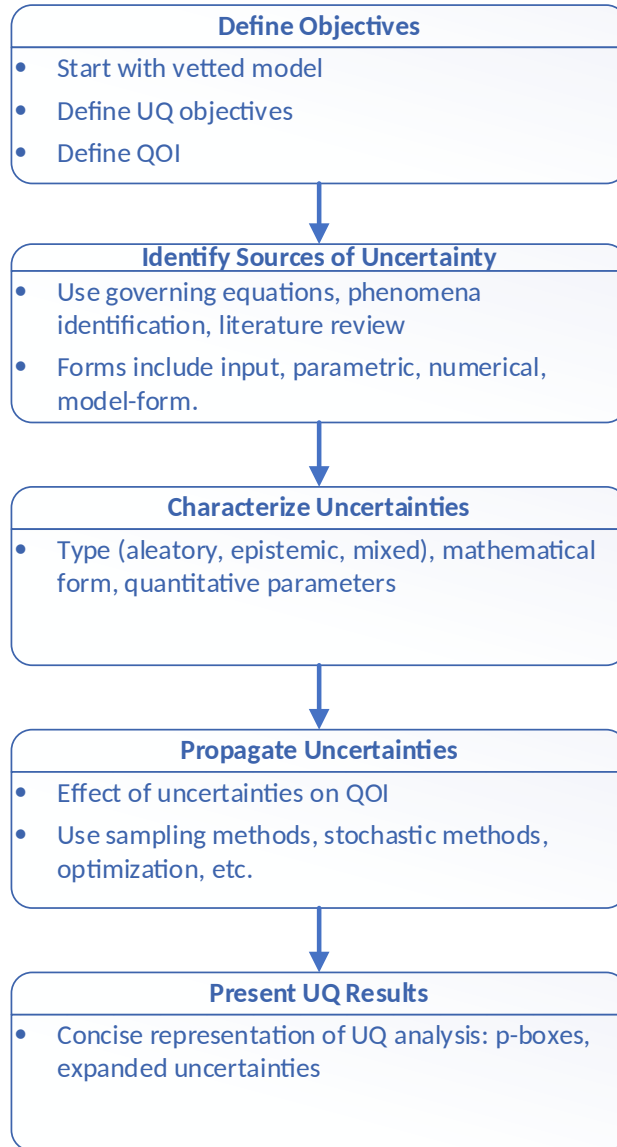 Define Objectives
• Start with vetted model
• Define UQ objectives
• Define QOI
Identify Sources of Uncertainty
• Use governing equations, phenomena
identification, literature review
• Forms include input, parametric, numerical,
model-form.
Characterize Uncertainties
• Type (aleatory, epistemic, mixed), mathematical
form, quantitative parameters
Propagate Uncertainties
• Effect of uncertainties on QOI
• Use sampling methods, stochastic methods,
optimization, etc.
Present UQ Results
• Concise representation of UQ analysis: p-boxes,
expanded uncertainties